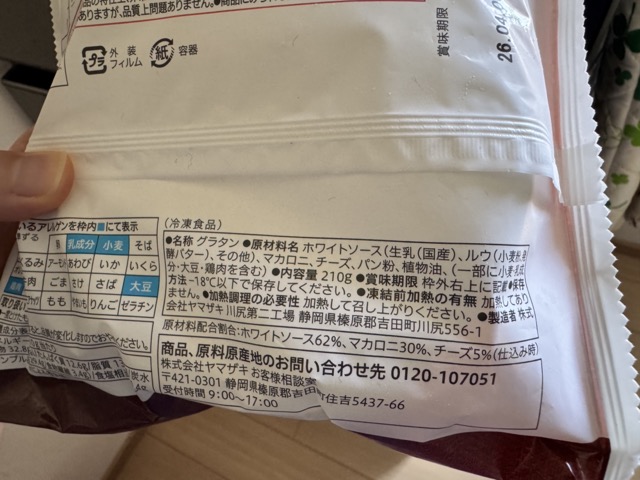 ありますが、品質上問題ありません。
外装
フィルム
プラ
紙
容器
賞味期限
26.04.0
アレルゲンを枠内■にて表示
乳成分 小麦 そば
アーモンド あわび いか いくら
ごま さけ さば 大豆
もも りんご ゼラチン
(冷凍食品)
●名称 グラタン ●原材料名 ホワイトソース(生乳(国産)、ルウ(小麦粉、発
酵バター)、その他)、マカロニ、チーズ、パン粉、植物油、(一部に小麦・乳成
分・大豆・鶏肉を含む) ●内容量 210g ●賞味期限 枠外右上に記載 ●保存
方法 -18℃以下で保存してください。 ●凍結前加熱の有無 加熱してあり
ません。●加熱調理の必要性 加熱して召し上がりください。●製造者 株式
会社ヤマザキ 川尻第二工場 静岡県榛原郡吉田町川尻556-1
原材料配合割合:ホワイトソース62%、マカロニ30%、チーズ5%(仕込み時)
商品、原料原産地のお問い合わせ先 0120-107051
株式会社ヤマザキ お客様相談室
〒421-0301 静岡県榛原郡吉田町住吉5437-66
受付時間 9:00~17:00